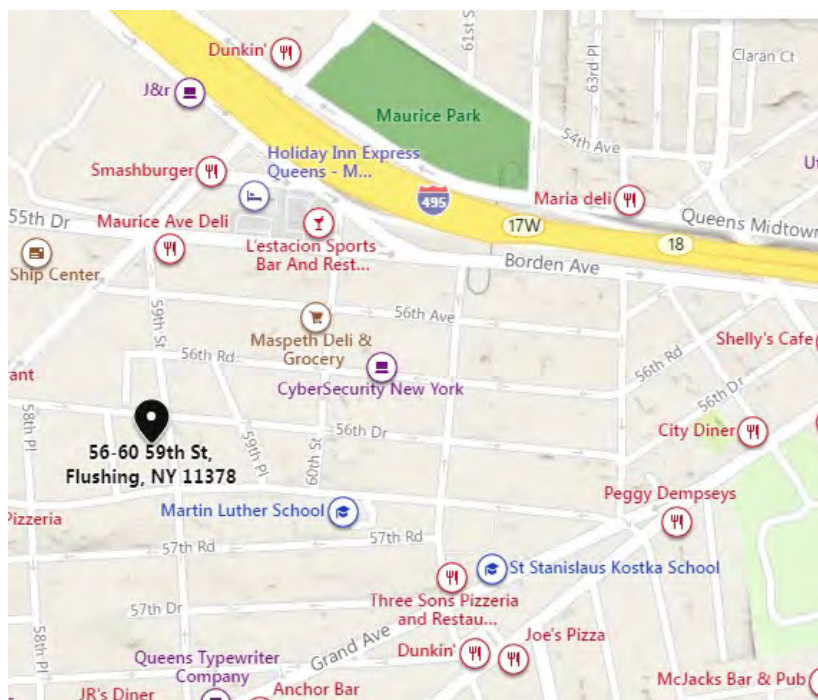 Dunkin'
61st S
Claran Ct
63rd Pl
J&r
Maurice Park
54th Ave
Holiday Inn Express
Queens - M...
Ut
Smashburger
495
Maria deli
55th Dr
Maurice Ave Deli
17W
Queens Midtown
18
L'estacion Sports
Bar And Rest...
Ship Center
Borden Ave
59th St
56th Ave
Maspeth Deli &
Grocery
Shelly's Cafe
56th Rd
56th Rd
ant
CyberSecurity New York
56th Dr
58th Pl
56th Dr
City Diner
59th Pl
60th St
56-60 59th St,
Flushing, NY 11378
Peggy Dempseys
Pizzeria
Martin Luther School
57th Rd
57th Rd
St Stanislaus Kostka School
57th Dr
Three Sons Pizzeria
and Restau...
58th Pl
Grand Ave
Dunkin'
Joe's Pizza
Queens Typewriter
Company
McJacks Bar & Pub
JR's Diner
Anchor Bar